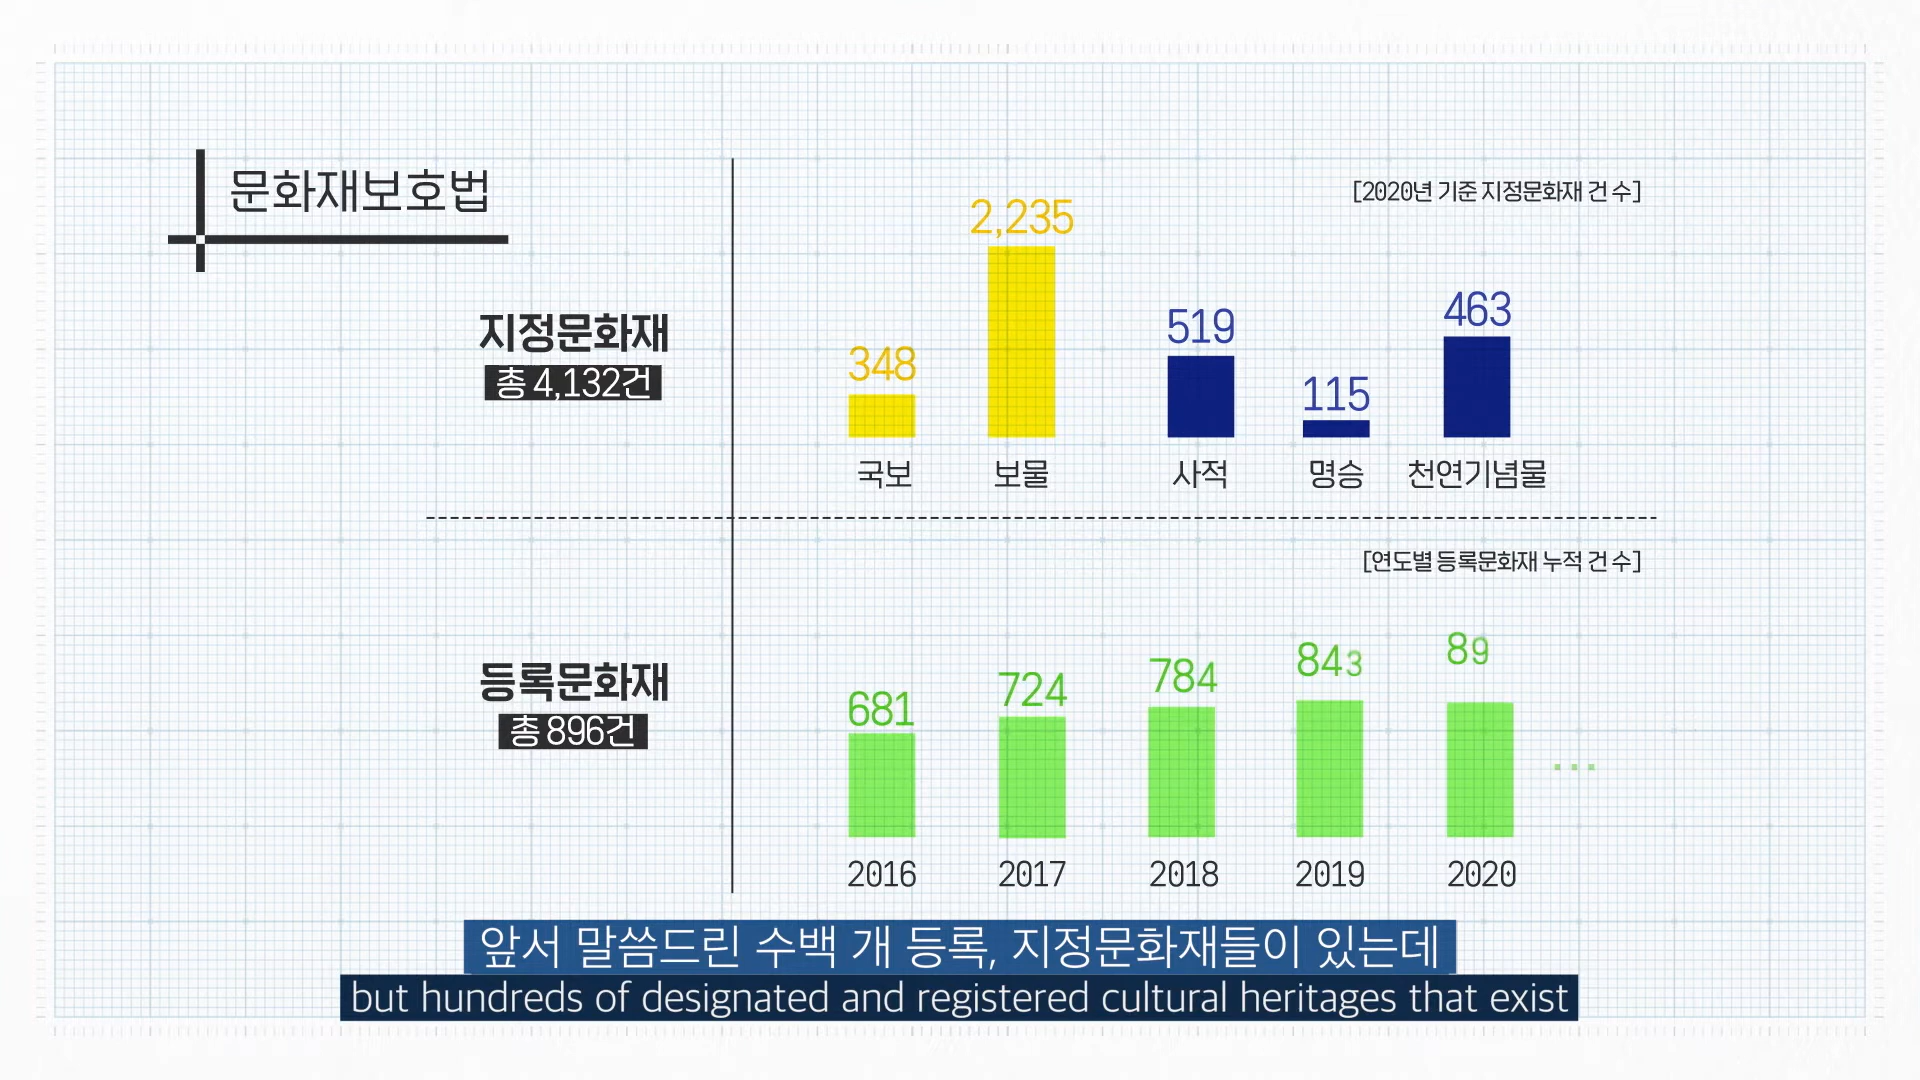 문화재보호법
[2020년 기준 지정문화재 건 수]
지정문화재
총 4,132건
348
2,235
519
115
463
국보
보물
사적
명승
천연기념물
[연도별 등록문화재 누적 건 수]
등록문화재
총 896건
681
724
784
843
89
...
2016
2017
2018
2019
2020
앞서 말씀드린 수백 개 등록, 지정문화재들이 있는데
but hundreds of designated and registered cultural heritages that exist